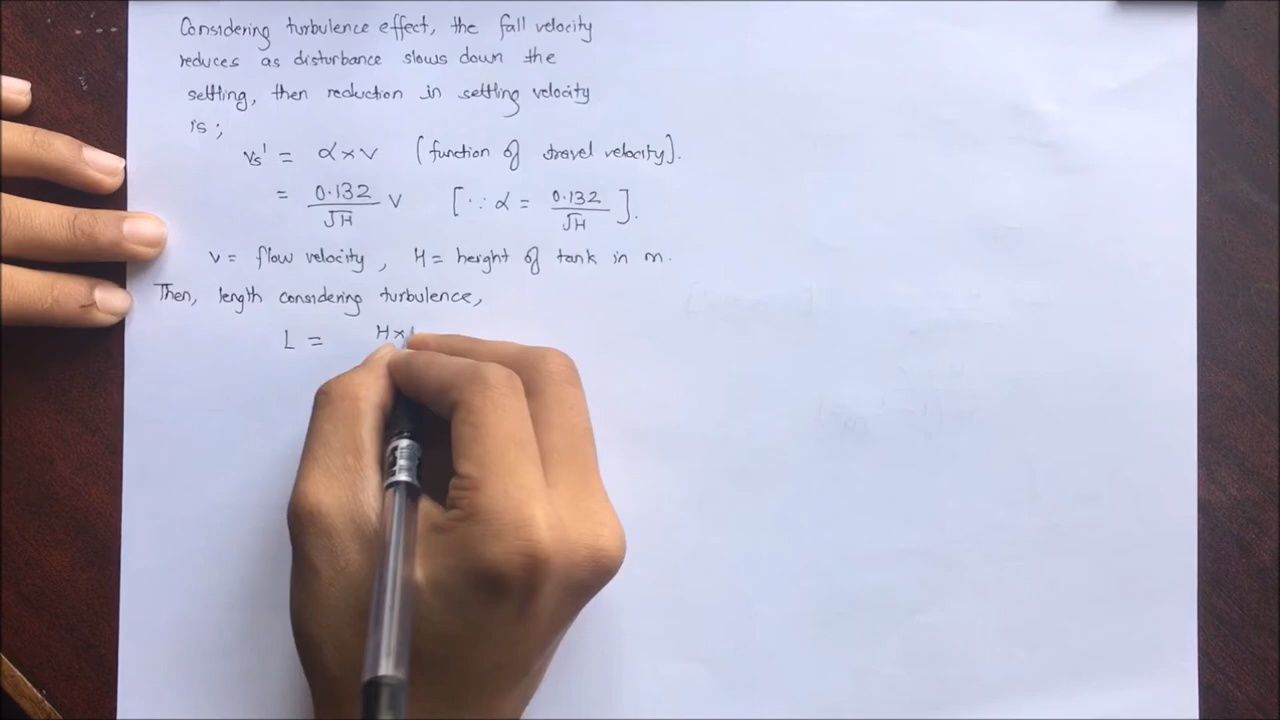 Considering turbulence effect, the fall velocity
reduces as disturbance slows down the
settling, then reduction in settling velocity
is;
vs' = α×v (function of travel velocity).
= 0.132/√H v [∵ α = 0.132/√H].
v = flow velocity, H = height of tank in m.
Then, length considering turbulence,
L = H×